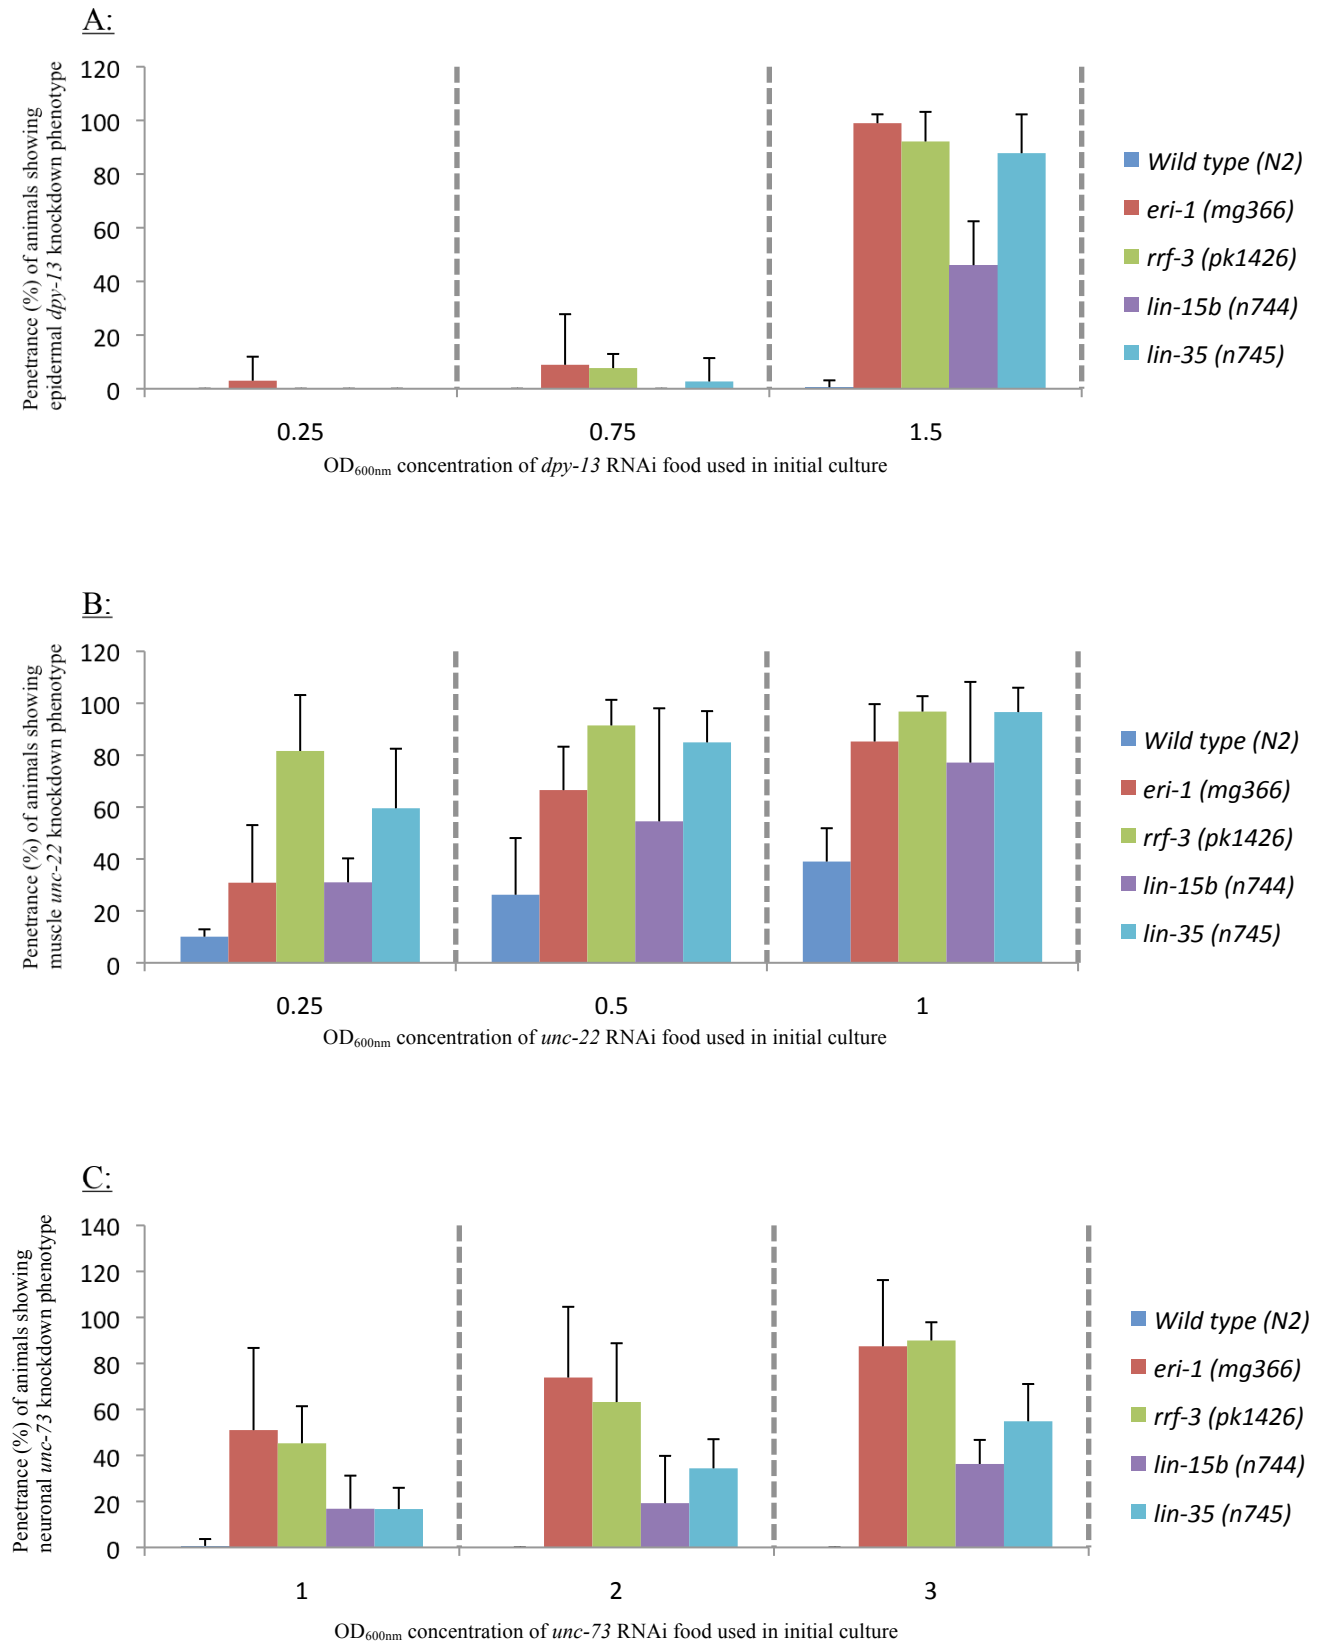 A:
Penetrance (%) of animals showing
epidermal dpy-13 knockdown phenotype
120
100
80
60
40
20
0
0.25 0.75 1.5
OD600nm concentration of dpy-13 RNAi food used in initial culture
Wild type (N2)
eri-1 (mg366)
rrf-3 (pk1426)
lin-15b (n744)
lin-35 (n745)
B:
Penetrance (%) of animals showing
muscle unc-22 knockdown phenotype
120
100
80
60
40
20
0
0.25 0.5 1
OD600nm concentration of unc-22 RNAi food used in initial culture
Wild type (N2)
eri-1 (mg366)
rrf-3 (pk1426)
lin-15b (n744)
lin-35 (n745)
C:
Penetrance (%) of animals showing
neuronal unc-73 knockdown phenotype
140
120
100
80
60
40
20
0
1 2 3
OD600nm concentration of unc-73 RNAi food used in initial culture
Wild type (N2)
eri-1 (mg366)
rrf-3 (pk1426)
lin-15b (n744)
lin-35 (n745)